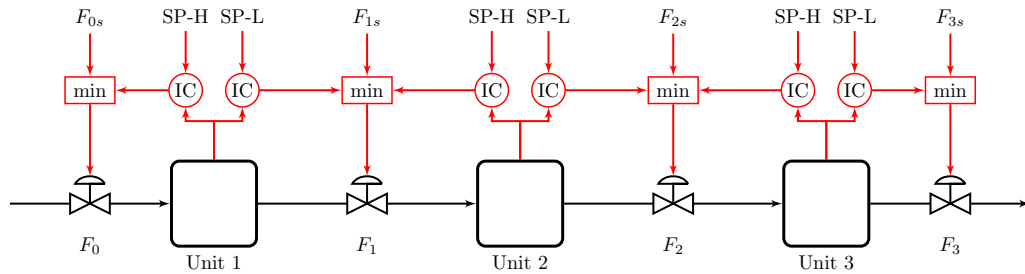 F0s SP-H SP-L F1s SP-H SP-L F2s SP-H SP-L F3s
min IC IC min IC IC min IC IC min
F0 F1 F2 F3
Unit 1 Unit 2 Unit 3